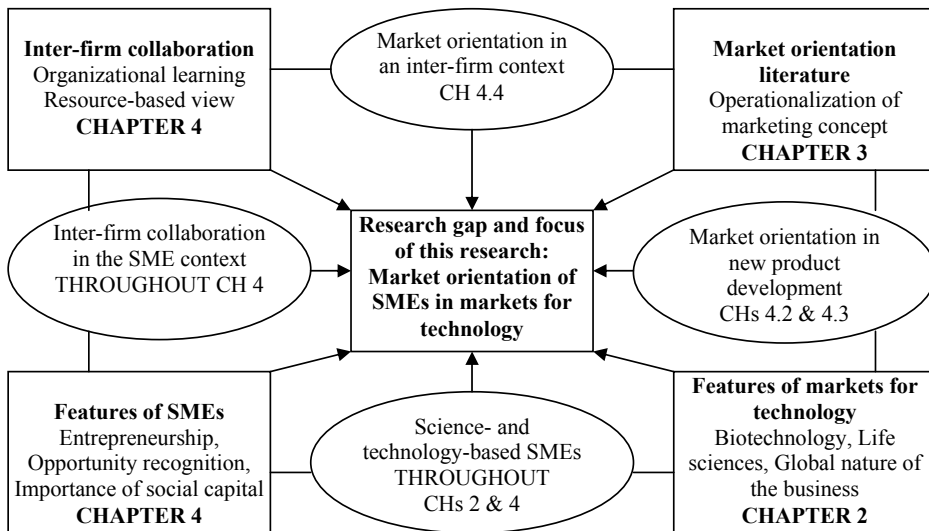 Inter-firm collaboration
Organizational learning
Resource-based view
CHAPTER 4
Market orientation in
an inter-firm context
CH 4.4
Market orientation
literature
Operationalization of
marketing concept
CHAPTER 3
Inter-firm collaboration
in the SME context
THROUGHOUT CH 4
Research gap and focus
of this research:
Market orientation of
SMEs in markets for
technology
Market orientation in
new product
development
CHs 4.2 & 4.3
Features of SMEs
Entrepreneurship,
Opportunity recognition,
Importance of social capital
CHAPTER 4
Science- and
technology-based SMEs
THROUGHOUT
CHs 2 & 4
Features of markets for
technology
Biotechnology, Life
sciences, Global nature of
the business
CHAPTER 2